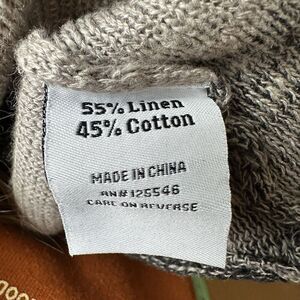 55% Linen
45% Cotton
MADE IN CHINA
RN# 125546
CARE ON REVERSE